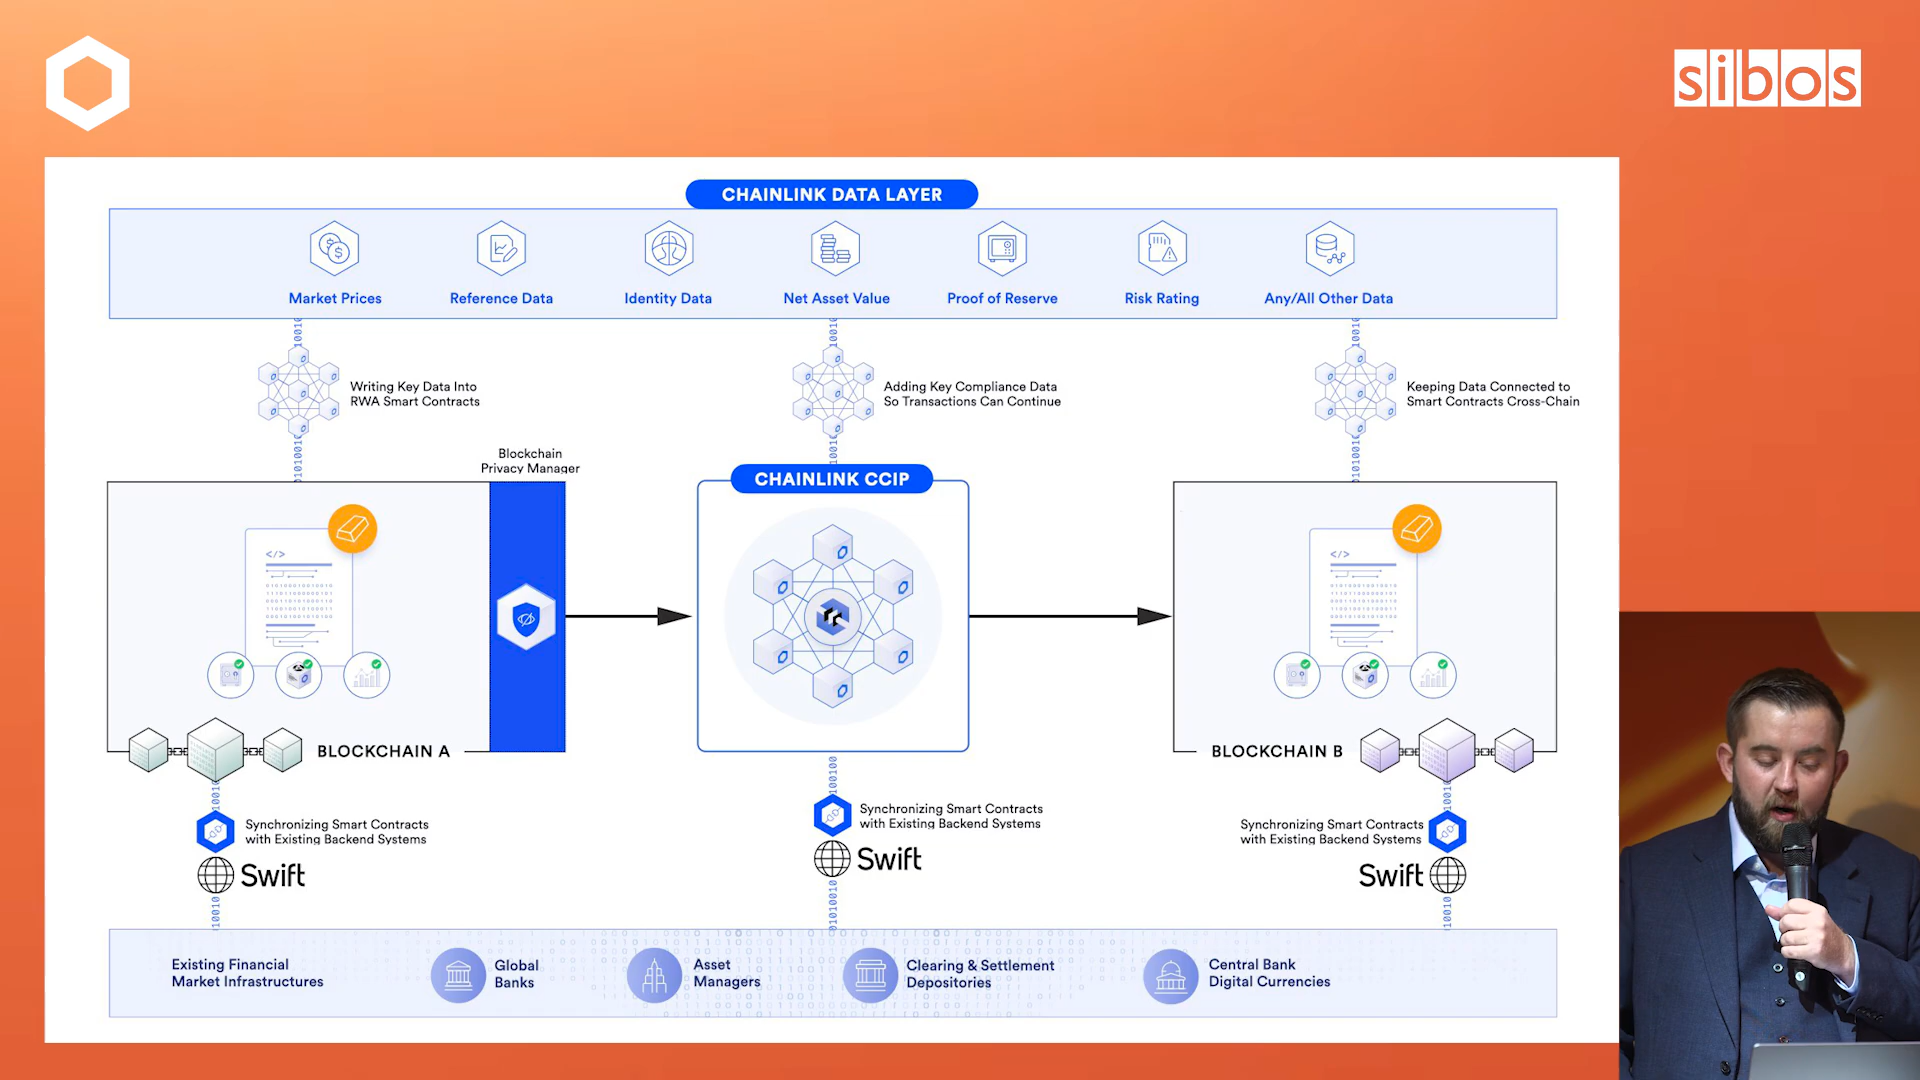 sibos
CHAINLINK DATA LAYER
Market Prices
Reference Data
Identity Data
Net Asset Value
Proof of Reserve
Risk Rating
Any/All Other Data
Writing Key Data Into
RWA Smart Contracts
Adding Key Compliance Data
So Transactions Can Continue
Keeping Data Connected to
Smart Contracts Cross-Chain
Blockchain
Privacy Manager
CHAINLINK CCIP
</>
</>
BLOCKCHAIN A
BLOCKCHAIN B
Synchronizing Smart Contracts
with Existing Backend Systems
Swift
Synchronizing Smart Contracts
with Existing Backend Systems
Swift
Synchronizing Smart Contracts
with Existing Backend Systems
Swift
Existing Financial
Market Infrastructures
Global
Banks
Asset
Managers
Clearing & Settlement
Depositories
Central Bank
Digital Currencies